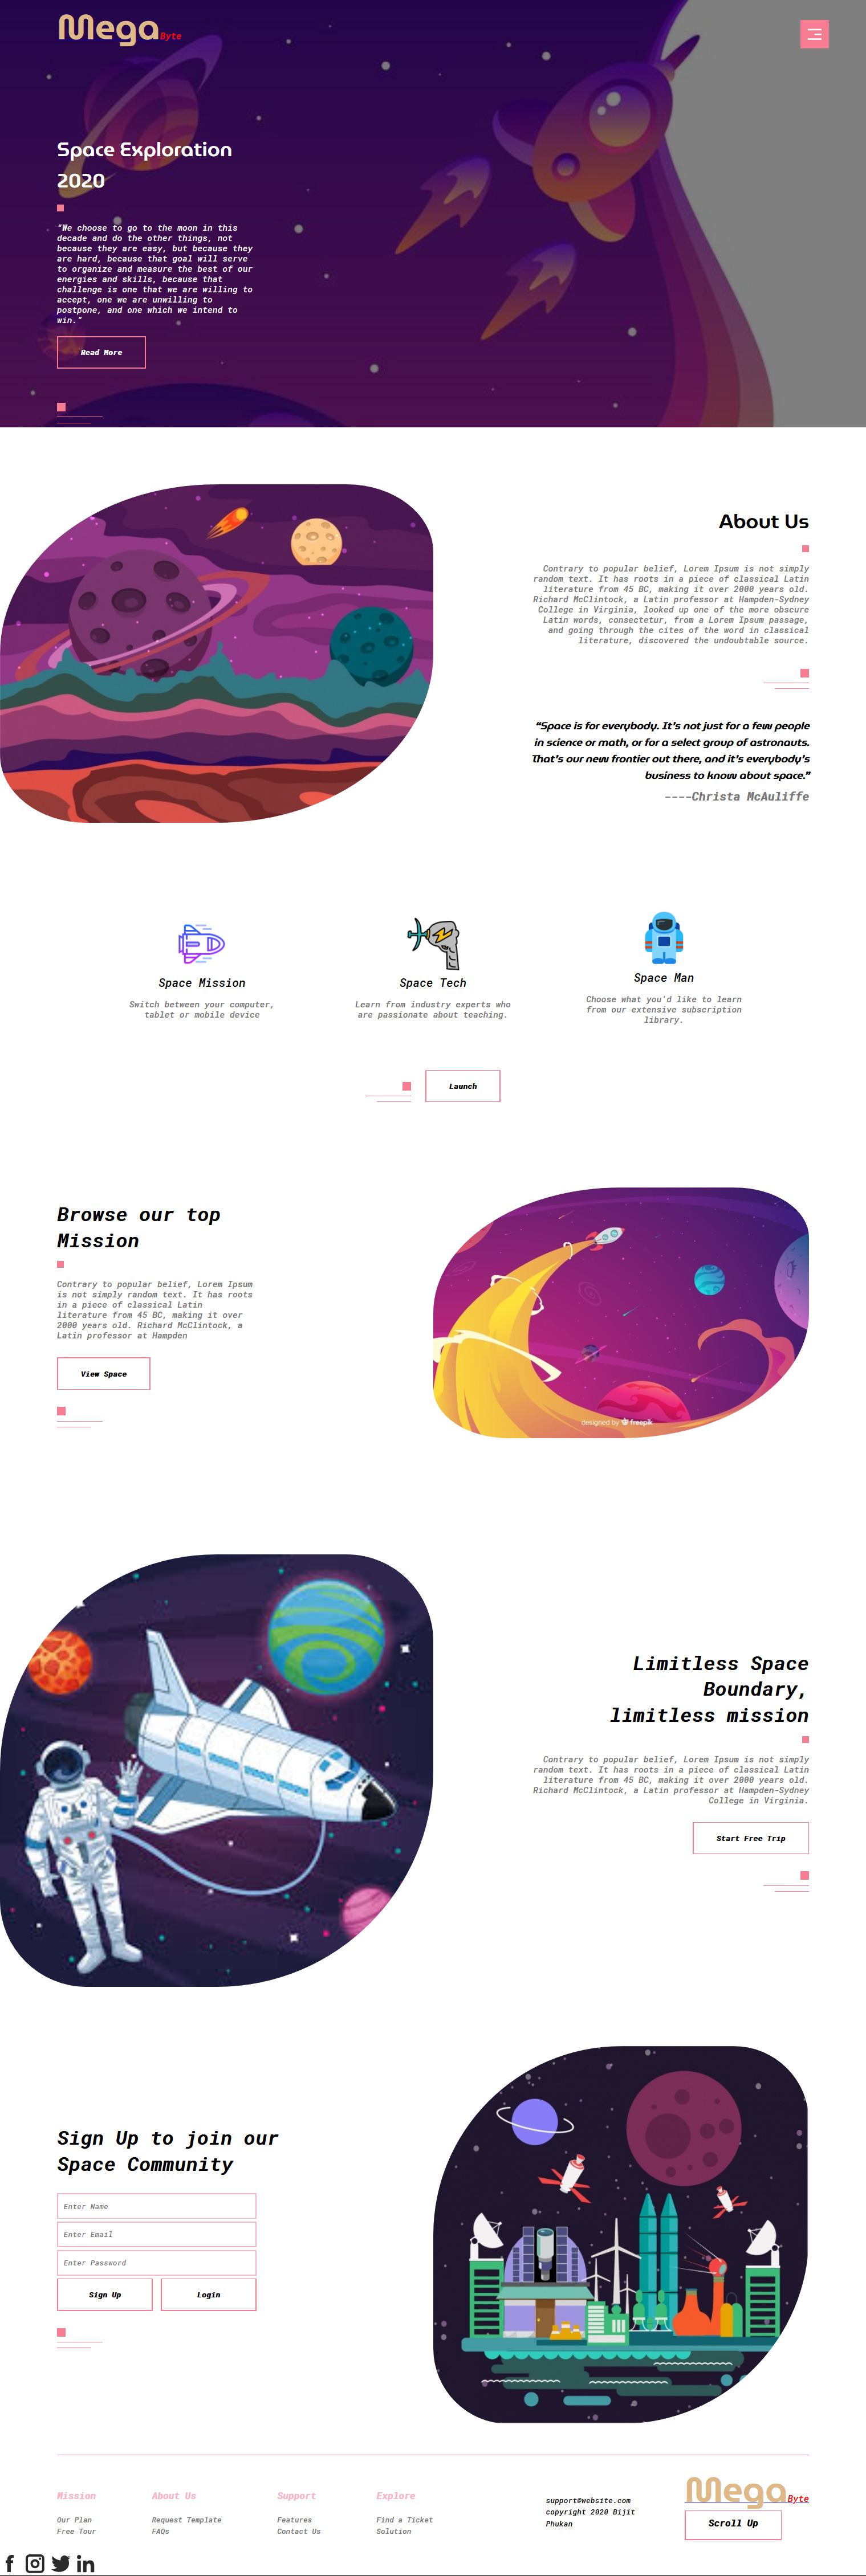 Mega Byte
Space Exploration
2020
"We choose to go to the moon in this
decade and do the other things, not
because they are easy, but because they
are hard, because that goal will serve
to organize and measure the best of our
energies and skills, because that
challenge is one that we are willing to
accept, one we are unwilling to
postpone, and one which we intend to
win."
Read More
About Us
Contrary to popular belief, Lorem Ipsum is not simply
random text. It has roots in a piece of classical Latin
literature from 45 BC, making it over 2000 years old.
Richard McClintock, a Latin professor at Hampden-Sydney
College in Virginia, looked up one of the more obscure
Latin words, consectetur, from a Lorem Ipsum passage,
and going through the cites of the word in classical
literature, discovered the undoubtable source.
“Space is for everybody. It’s not just for a few people
in science or math, or for a select group of astronauts.
That’s our new frontier out there, and it’s everybody’s
business to know about space.”
----Christa McAuliffe
Space Mission
Switch between your computer,
tablet or mobile device
Space Tech
Learn from industry experts who
are passionate about teaching.
Space Man
Choose what you'd like to learn
from our extensive subscription
library.
Launch
Browse our top
Mission
Contrary to popular belief, Lorem Ipsum
is not simply random text. It has roots
in a piece of classical Latin
literature from 45 BC, making it over
2000 years old. Richard McClintock, a
Latin professor at Hampden
View Space
designed by freepik
Limitless Space
Boundary,
limitless mission
Contrary to popular belief, Lorem Ipsum is not simply
random text. It has roots in a piece of classical Latin
literature from 45 BC, making it over 2000 years old.
Richard McClintock, a Latin professor at Hampden-Sydney
College in Virginia.
Start Free Trip
Sign Up to join our
Space Community
Enter Name
Enter Email
Enter Password
Sign Up
Login
Mission
Our Plan
Free Tour
About Us
Request Template
FAQs
Support
Features
Contact Us
Explore
Find a Ticket
Solution
support@website.com
copyright 2020 Bijit
Phukan
Mega Byte
Scroll Up